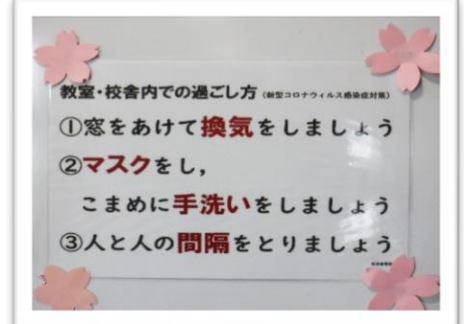 教室・校舎内での過ごし方（新型コロナウィルス感染症対策）
①窓をあけて換気をしましょう
②マスクをし，
こまめに手洗いをしましょう
③人と人の間隔をとりましょう